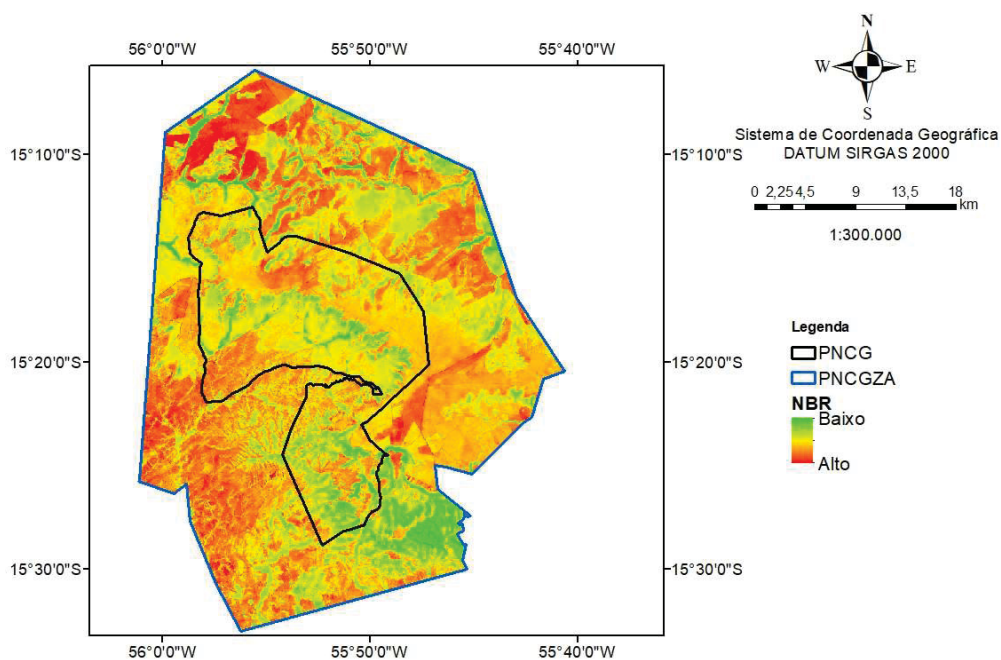 56°0'0"W 55°50'0"W 55°40'0"W
15°10'0"S 15°10'0"S
15°20'0"S 15°20'0"S
15°30'0"S 15°30'0"S
56°0'0"W 55°50'0"W 55°40'0"W
N
W E
S
Sistema de Coordenada Geográfica
DATUM SIRGAS 2000
0 2,25 4,5 9 13,5 18
km
1:300.000
Legenda
PNCG
PNCGZA
NBR
Baixo
Alto